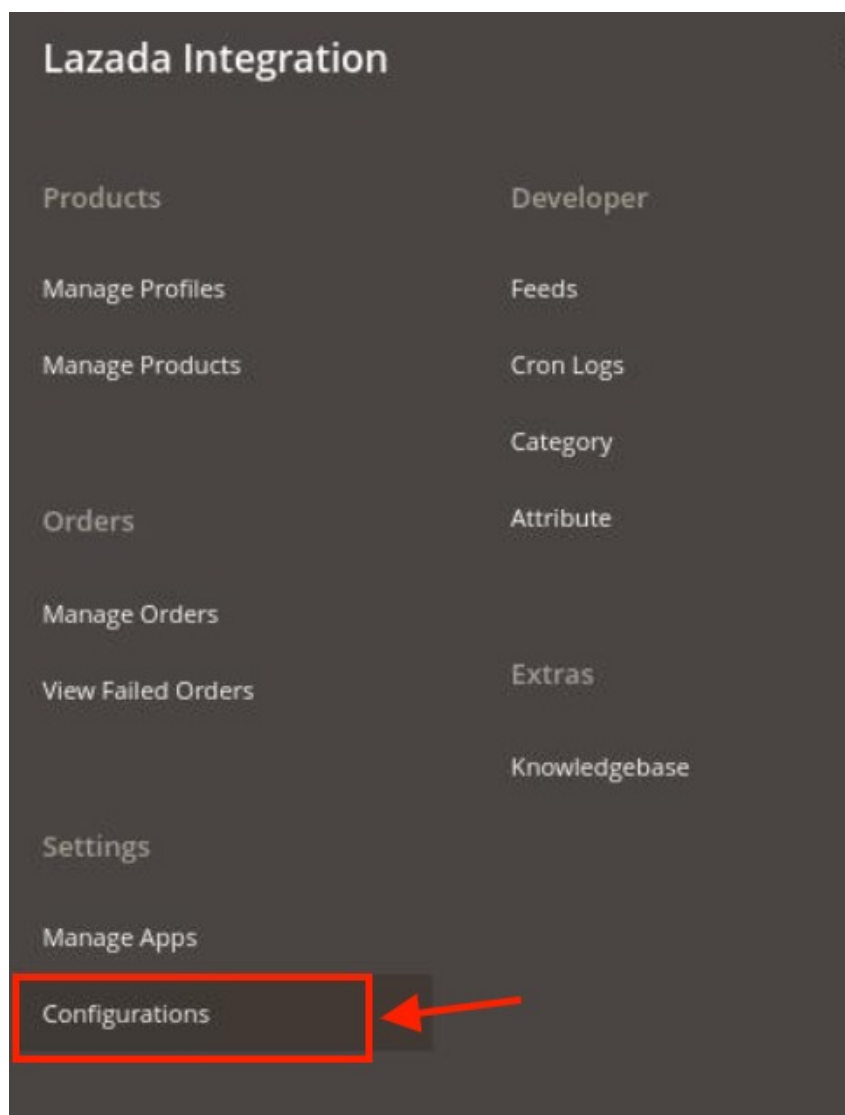 Lazada Integration
Products
Manage Profiles
Manage Products
Orders
Manage Orders
View Failed Orders
Settings
Manage Apps
Configurations
Developer
Feeds
Cron Logs
Category
Attribute
Extras
Knowledgebase